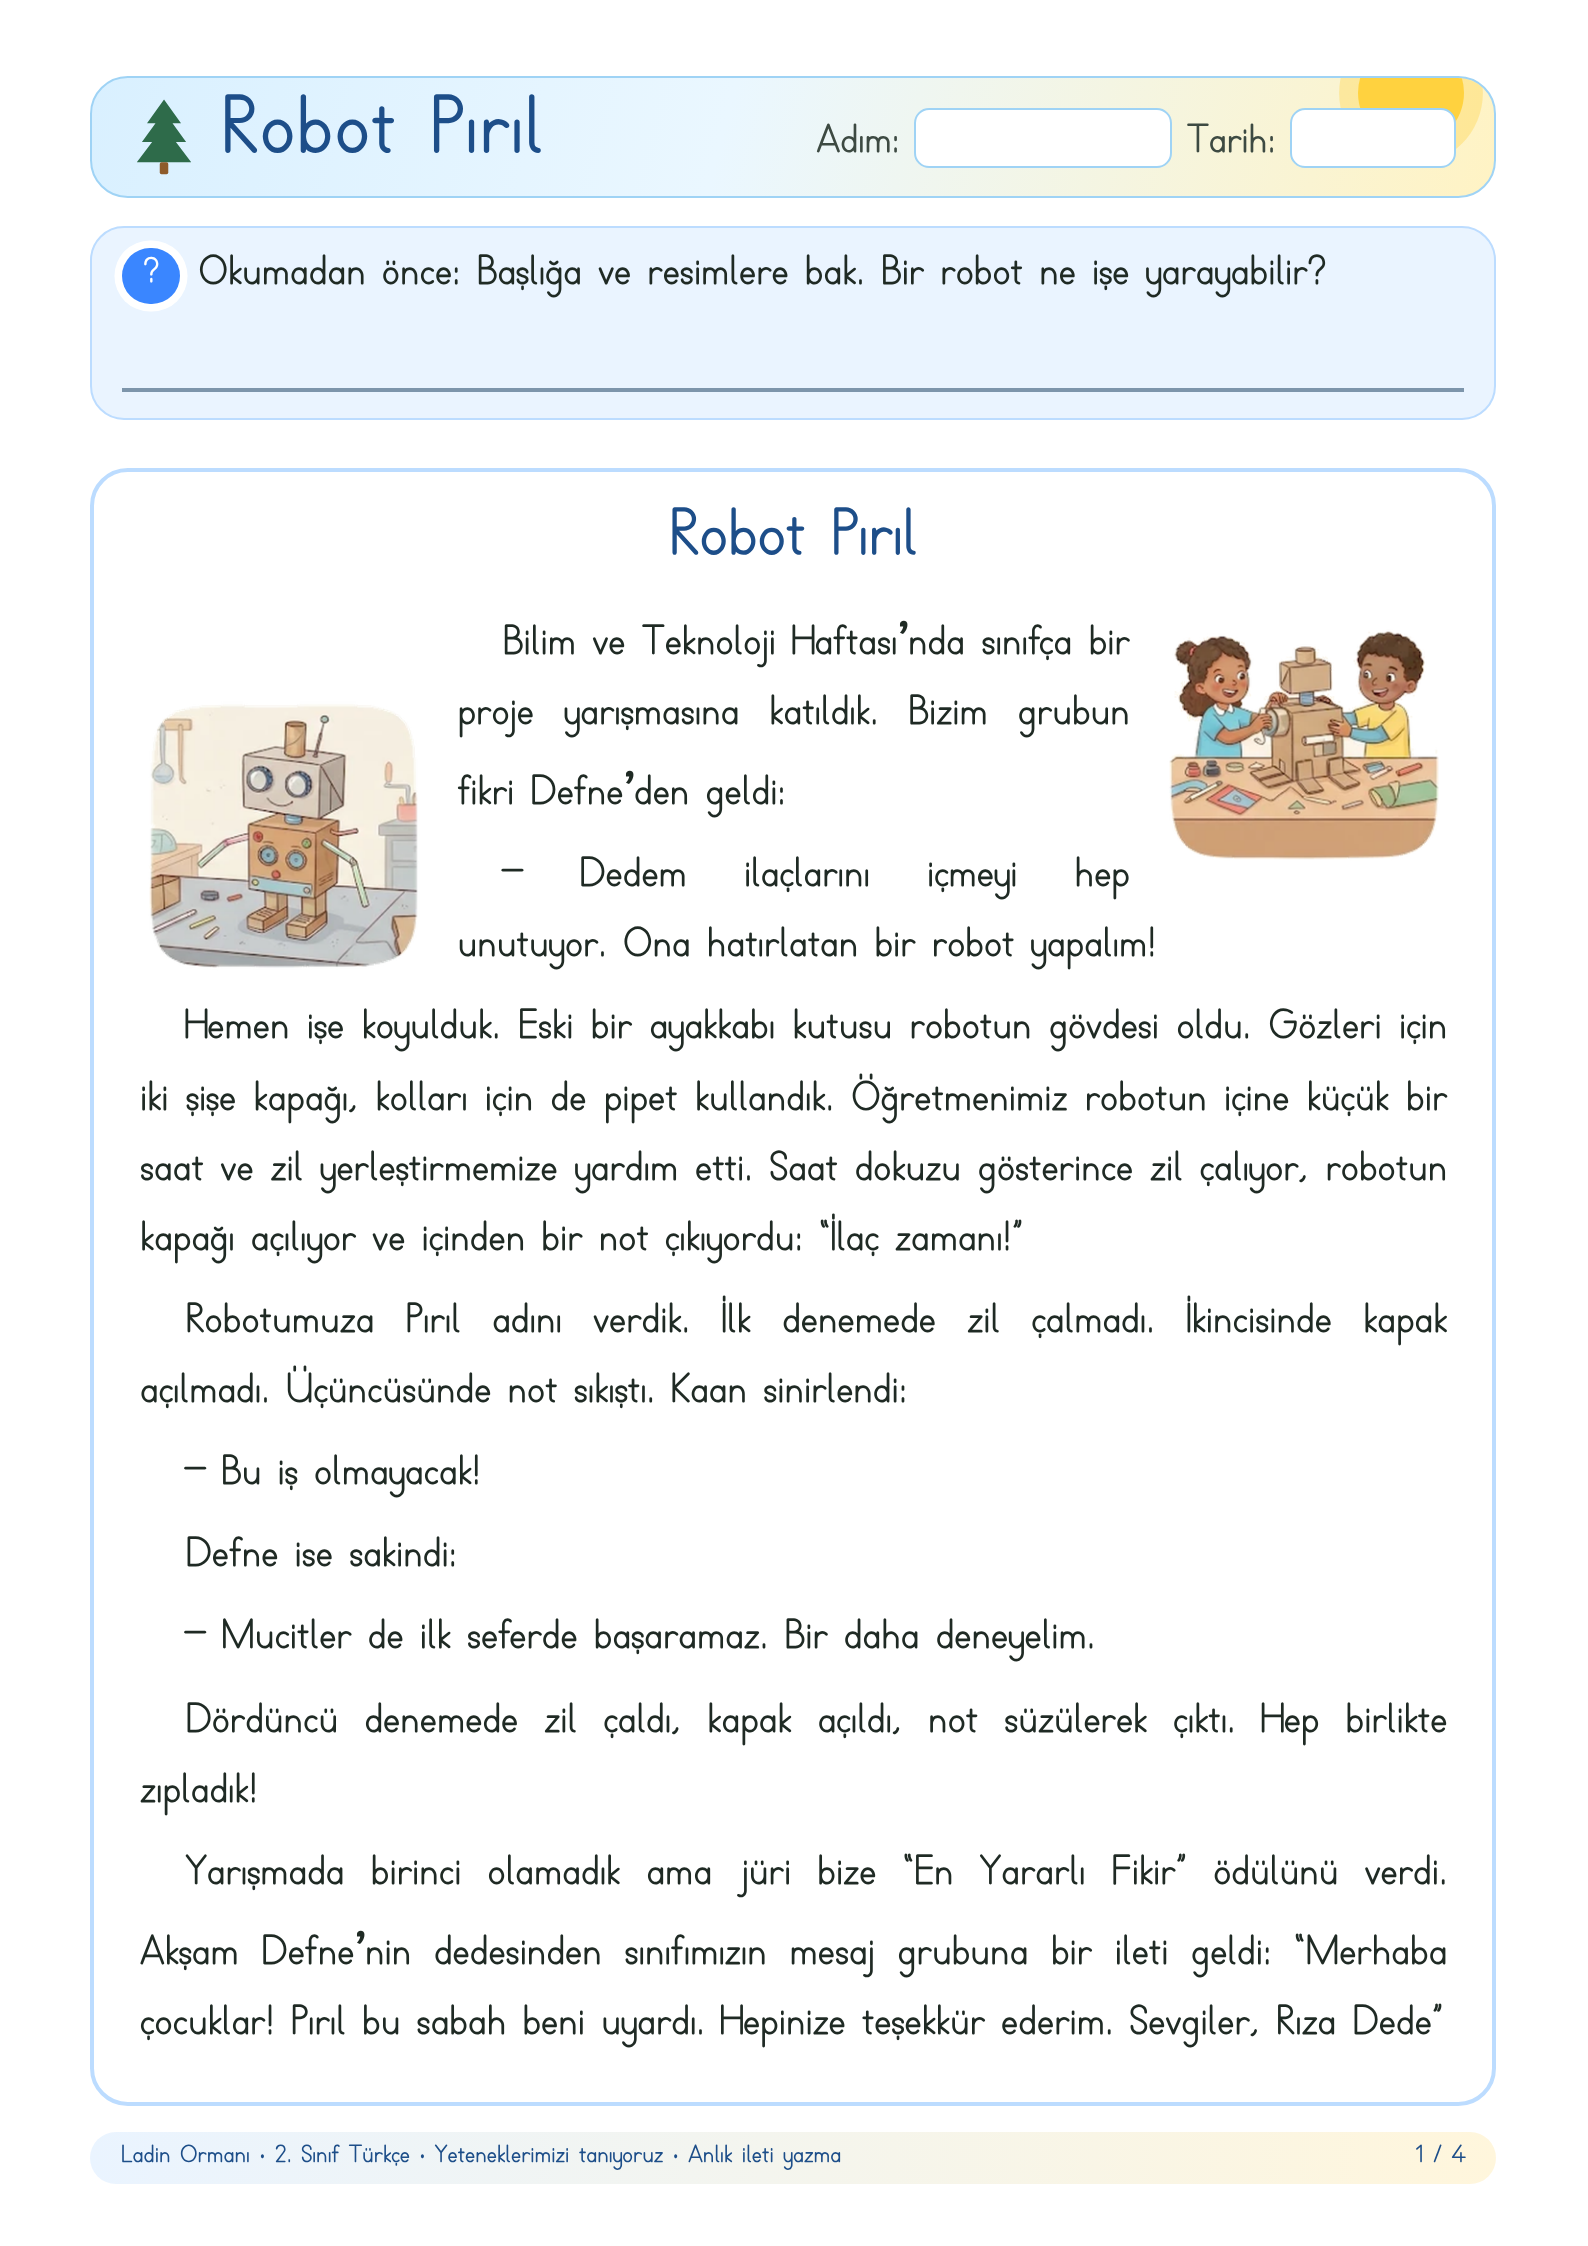 Robot Pırıl
Adım:
Tarih:
?
Okumadan önce: Başlığa ve resimlere bak. Bir robot ne işe yarayabilir?
Robot Pırıl
Bilim ve Teknoloji Haftası’nda sınıfça bir
proje yarışmasına katıldık. Bizim grubun
fikri Defne’den geldi:
– Dedem ilaçlarını içmeyi hep
unutuyor. Ona hatırlatan bir robot yapalım!
Hemen işe koyulduk. Eski bir ayakkabı kutusu robotun gövdesi oldu. Gözleri için
iki şişe kapağı, kolları için de pipet kullandık. Öğretmenimiz robotun içine küçük bir
saat ve zil yerleştirmemize yardım etti. Saat dokuzu gösterince zil çalıyor, robotun
kapağı açılıyor ve içinden bir not çıkıyordu: “İlaç zamanı!”
Robotumuza Pırıl adını verdik. İlk denemede zil çalmadı. İkincisinde kapak
açılmadı. Üçüncüsünde not sıkıştı. Kaan sinirlendi:
– Bu iş olmayacak!
Defne ise sakindi:
– Mucitler de ilk seferde başaramaz. Bir daha deneyelim.
Dördüncü denemede zil çaldı, kapak açıldı, not süzülerek çıktı. Hep birlikte
zıpladık!
Yarışmada birinci olamadık ama jüri bize “En Yararlı Fikir” ödülünü verdi.
Akşam Defne’nin dedesinden sınıfımızın mesaj grubuna bir ileti geldi: “Merhaba
çocuklar! Pırıl bu sabah beni uyardı. Hepinize teşekkür ederim. Sevgiler, Rıza Dede”
Ladin Ormanı • 2. Sınıf Türkçe • Yeteneklerimizi tanıyoruz • Anlık ileti yazma
1 / 4